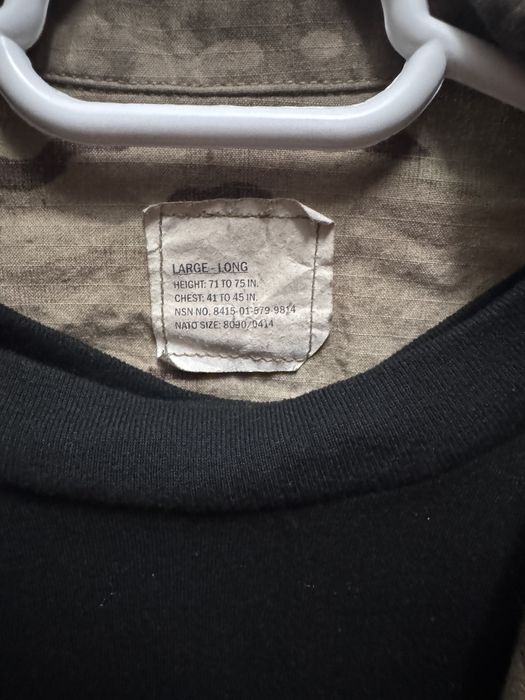 LARGE - LONG
HEIGHT: 71 TO 75 IN.
CHEST: 41 TO 45 IN.
NSN NO. 8415-01-579-9814
NATO SIZE: 8090/0414